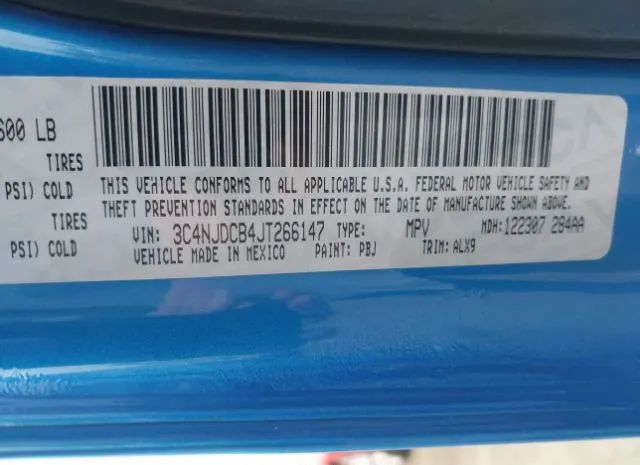 600 LB
TIRES
PSI) COLD
TIRES
PSI) COLD
THIS VEHICLE CONFORMS TO ALL APPLICABLE U.S.A. FEDERAL MOTOR VEHICLE SAFETY AND
THEFT PREVENTION STANDARDS IN EFFECT ON THE DATE OF MANUFACTURE SHOWN ABOVE.
VIN: 3C4NJDCB4JT266147 TYPE: MPV MDH: 122307 284AA
VEHICLE MADE IN MEXICO PAINT: PBJ TRIM: ALX9